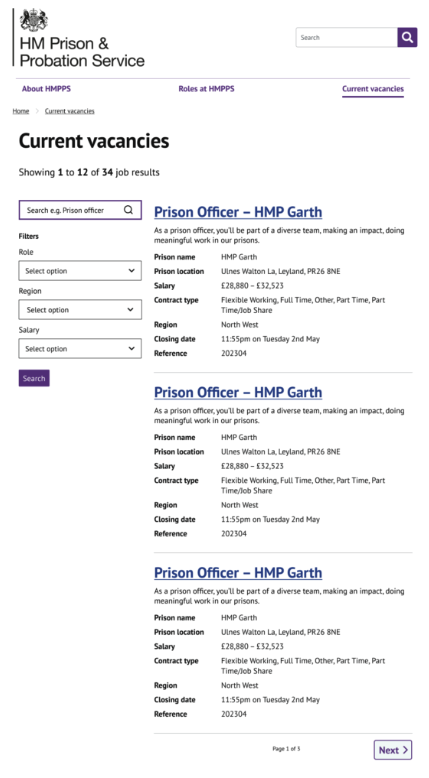 HM Prison &
Probation Service
Search
About HMPPS
Roles at HMPPS
Current vacancies
Home
Current vacancies
Current vacancies
Showing 1 to 12 of 34 job results
Search e.g. Prison officer
Filters
Role
Select option
Region
Select option
Salary
Select option
Search
Prison Officer – HMP Garth
As a prison officer, you'll be part of a diverse team, making an impact, doing
meaningful work in our prisons.
Prison name HMP Garth
Prison location Ulnes Walton La, Leyland, PR26 8NE
Salary £28,880 – £32,523
Contract type Flexible Working, Full Time, Other, Part Time, Part
Time/Job Share
Region North West
Closing date 11:55pm on Tuesday 2nd May
Reference 202304
Prison Officer – HMP Garth
As a prison officer, you'll be part of a diverse team, making an impact, doing
meaningful work in our prisons.
Prison name HMP Garth
Prison location Ulnes Walton La, Leyland, PR26 8NE
Salary £28,880 – £32,523
Contract type Flexible Working, Full Time, Other, Part Time, Part
Time/Job Share
Region North West
Closing date 11:55pm on Tuesday 2nd May
Reference 202304
Prison Officer – HMP Garth
As a prison officer, you'll be part of a diverse team, making an impact, doing
meaningful work in our prisons.
Prison name HMP Garth
Prison location Ulnes Walton La, Leyland, PR26 8NE
Salary £28,880 – £32,523
Contract type Flexible Working, Full Time, Other, Part Time, Part
Time/Job Share
Region North West
Closing date 11:55pm on Tuesday 2nd May
Reference 202304
Page 1 of 3
Next